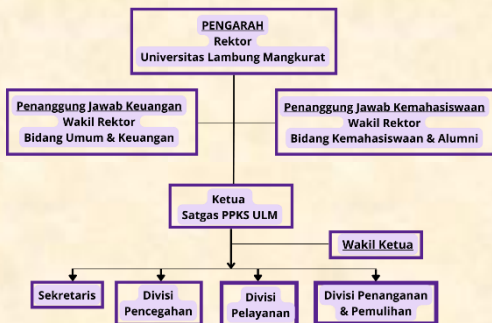 PENGARAH
Rektor
Universitas Lambung Mangkurat
Penanggung Jawab Keuangan
Wakil Rektor
Bidang Umum & Keuangan
Penanggung Jawab Kemahasiswaan
Wakil Rektor
Bidang Kemahasiswaan & Alumni
Ketua
Satgas PPKS ULM
Wakil Ketua
Sekretaris
Divisi
Pencegahan
Divisi
Pelayanan
Divisi Penanganan
& Pemulihan